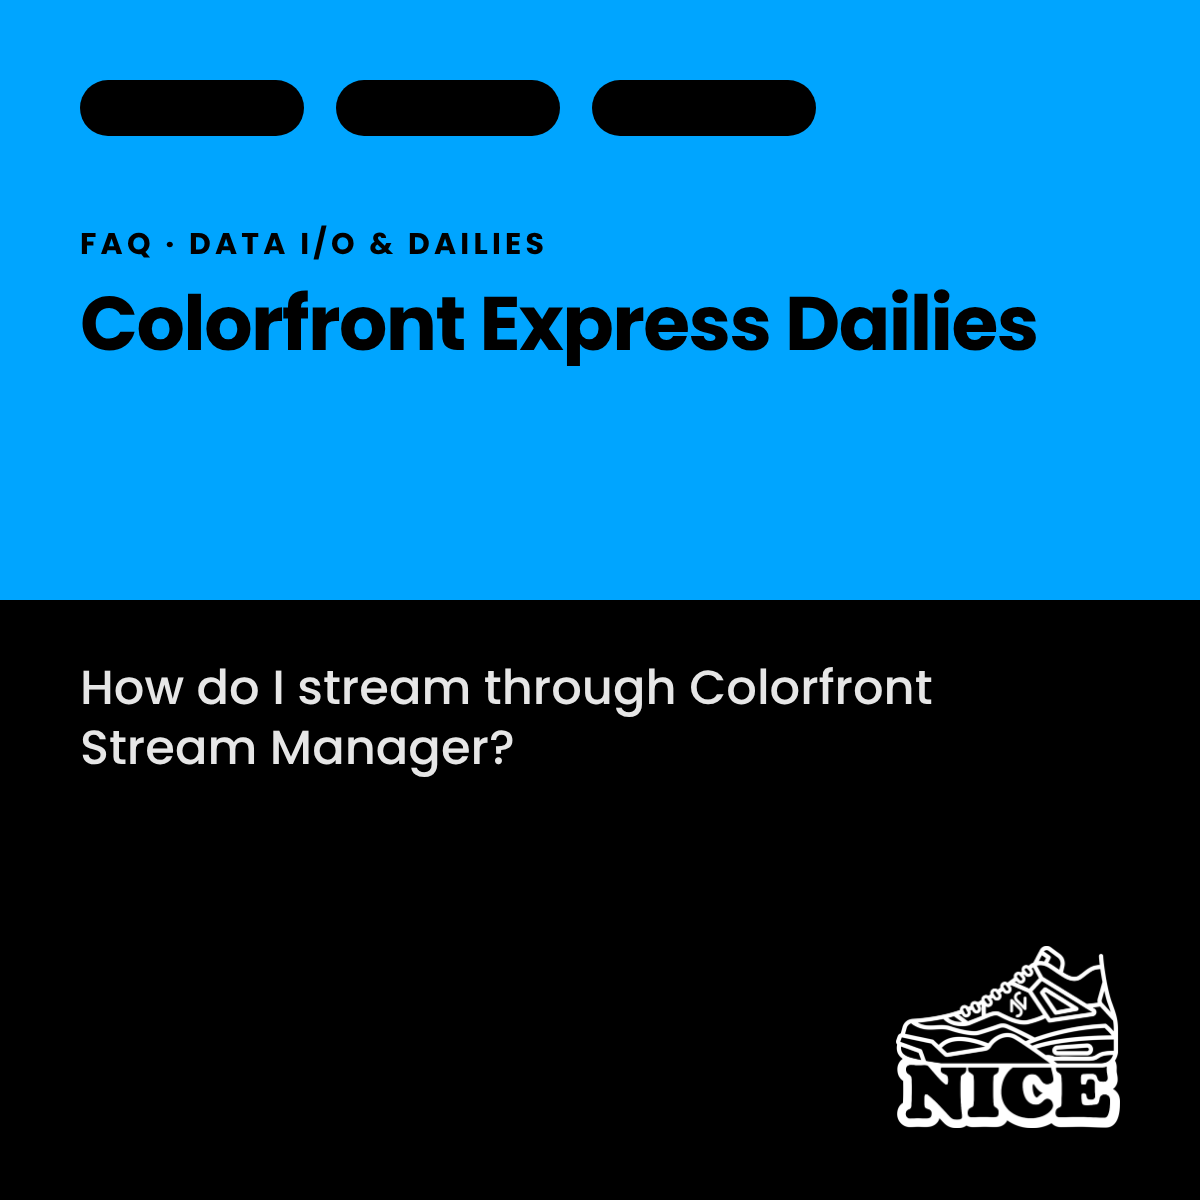 FAQ · DATA I/O & DAILIES
Colorfront Express Dailies
How do I stream through Colorfront
Stream Manager?
NICE